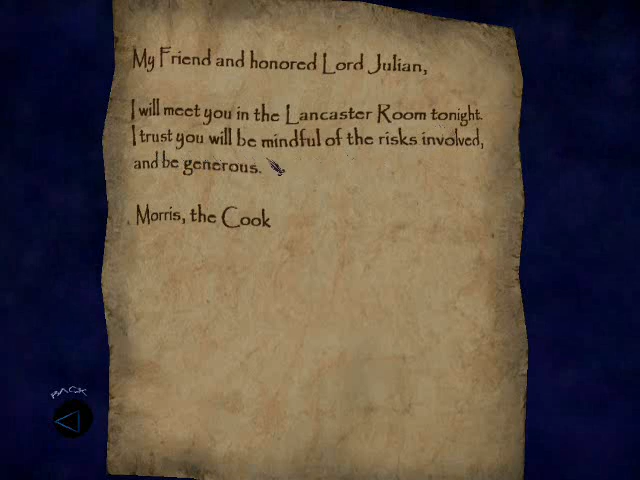 My Friend and honored Lord Julian,
I will meet you in the Lancaster Room tonight.
I trust you will be mindful of the risks involved,
and be generous.
Morris, the Cook
BACK